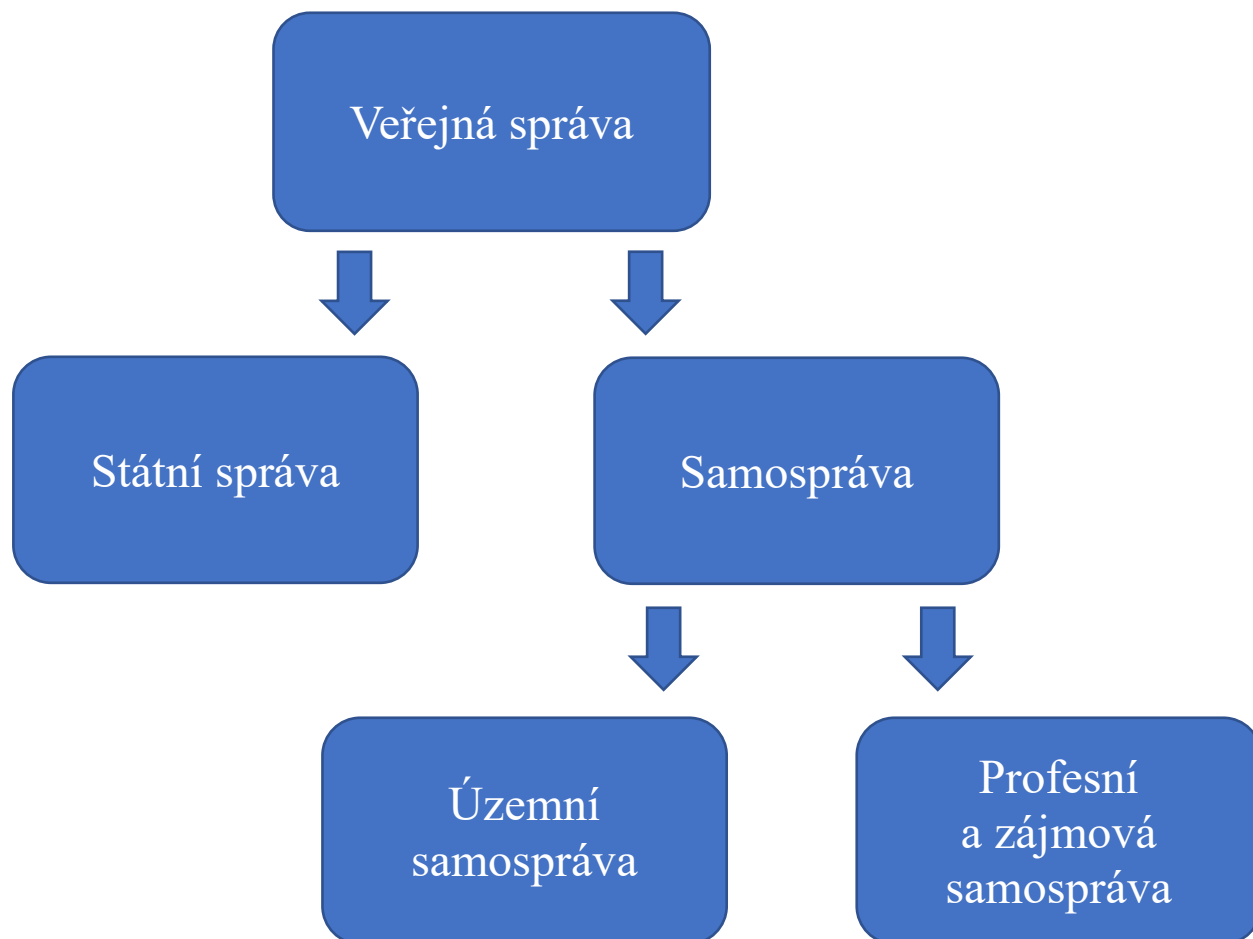 Veřejná správa
Státní správa
Samospráva
Územní
samospráva
Profesní
a zájmová
samospráva